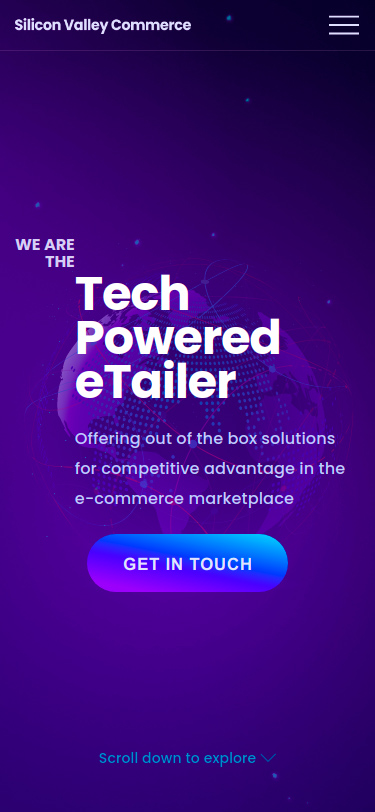 Silicon Valley Commerce
WE ARE
THE
Tech
Powered
eTailer
Offering out of the box solutions
for competitive advantage in the
e-commerce marketplace
GET IN TOUCH
Scroll down to explore